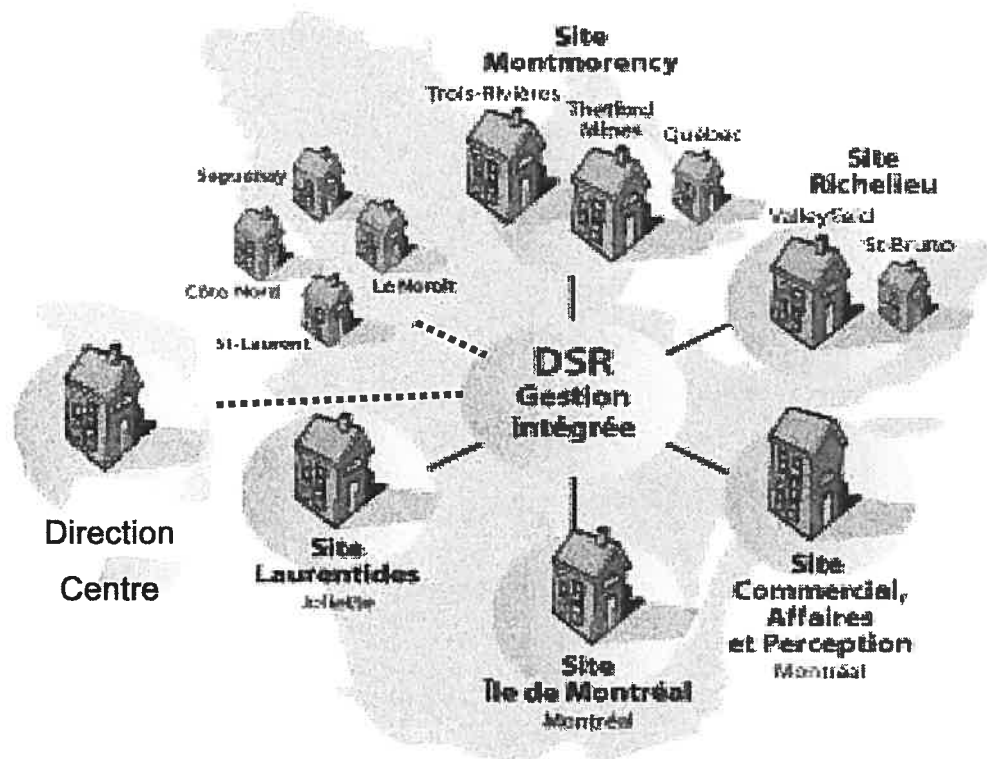 Site
Montmorency
Trois-Rivières
Thetford
Mines
Québec
Site
Richelieu
Valleyfield
St-Bruno
Saguenay
Côte Nord
Le Noroît
St-Laurent
DSR
Gestion
intégrée
Direction
Centre
Site
Laurentides
Joliette
Site
Île de Montréal
Montréal
Site
Commercial,
Affaires
et Perception
Montréal